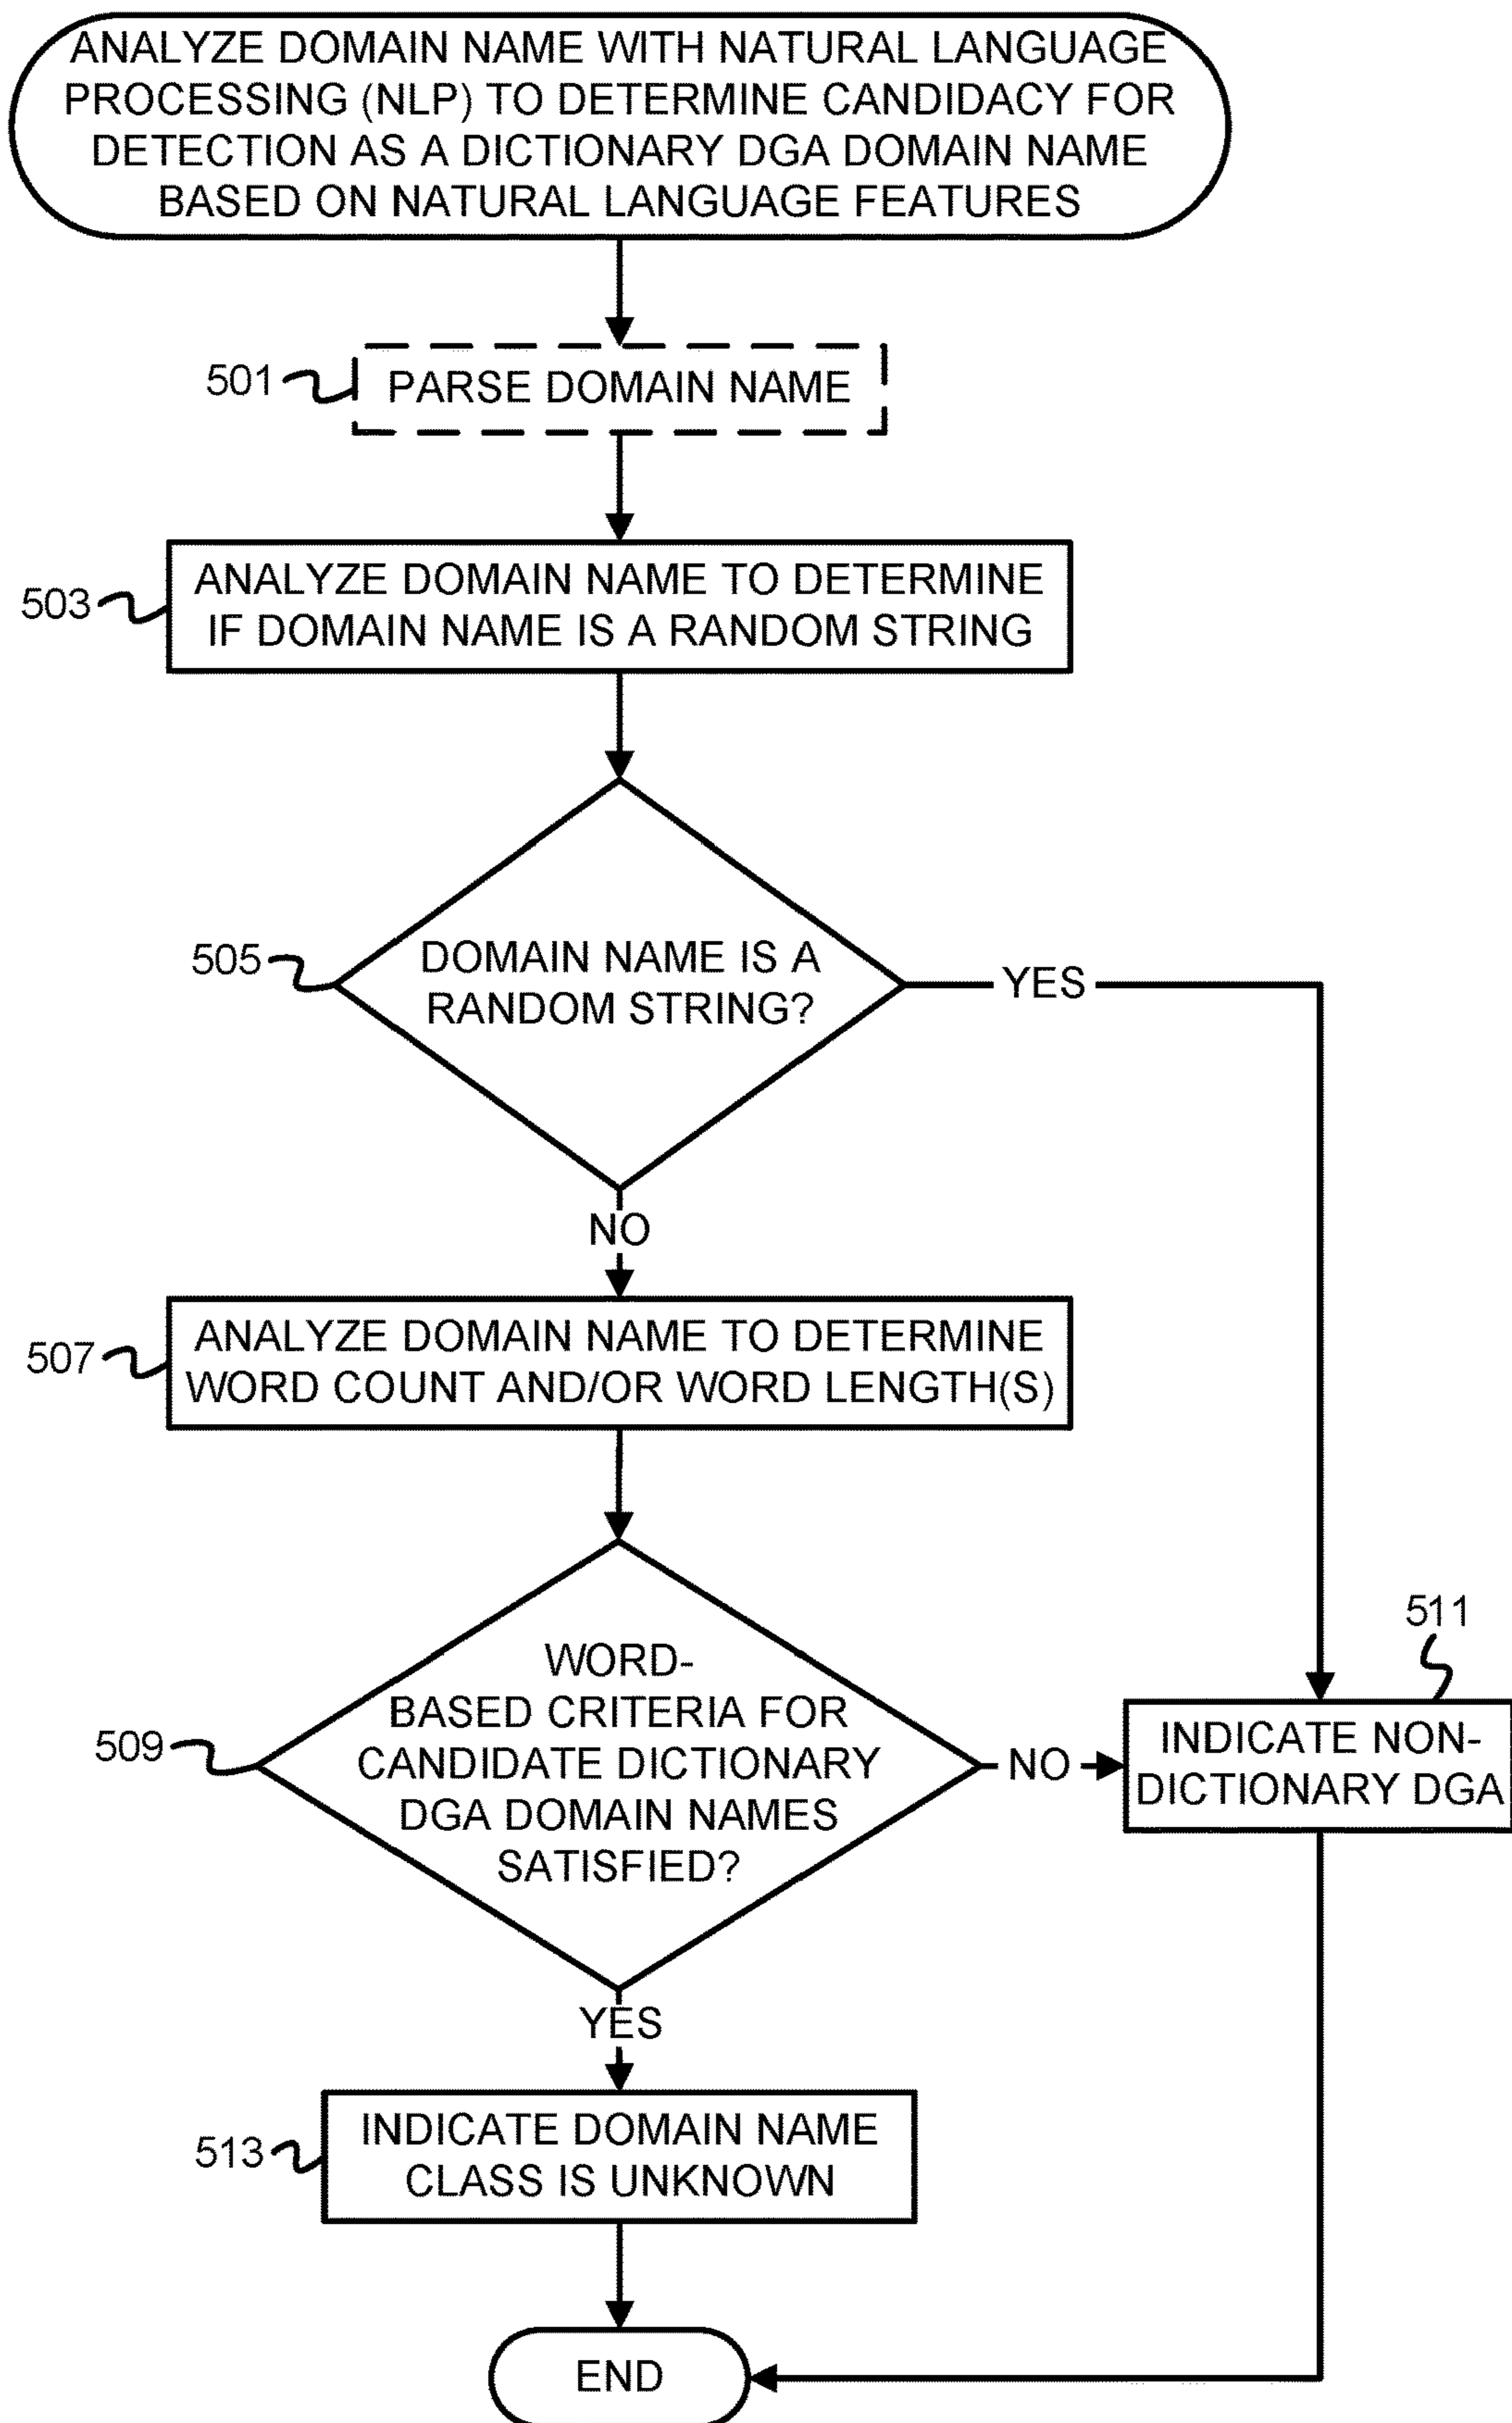 ANALYZE DOMAIN NAME WITH NATURAL LANGUAGE
PROCESSING (NLP) TO DETERMINE CANDIDACY FOR
DETECTION AS A DICTIONARY DGA DOMAIN NAME
BASED ON NATURAL LANGUAGE FEATURES
501
PARSE DOMAIN NAME
503
ANALYZE DOMAIN NAME TO DETERMINE
IF DOMAIN NAME IS A RANDOM STRING
505
DOMAIN NAME IS A
RANDOM STRING?
YES
NO
507
ANALYZE DOMAIN NAME TO DETERMINE
WORD COUNT AND/OR WORD LENGTH(S)
509
WORD-
BASED CRITERIA FOR
CANDIDATE DICTIONARY
DGA DOMAIN NAMES
SATISFIED?
NO
511
INDICATE NON-
DICTIONARY DGA
YES
513
INDICATE DOMAIN NAME
CLASS IS UNKNOWN
END